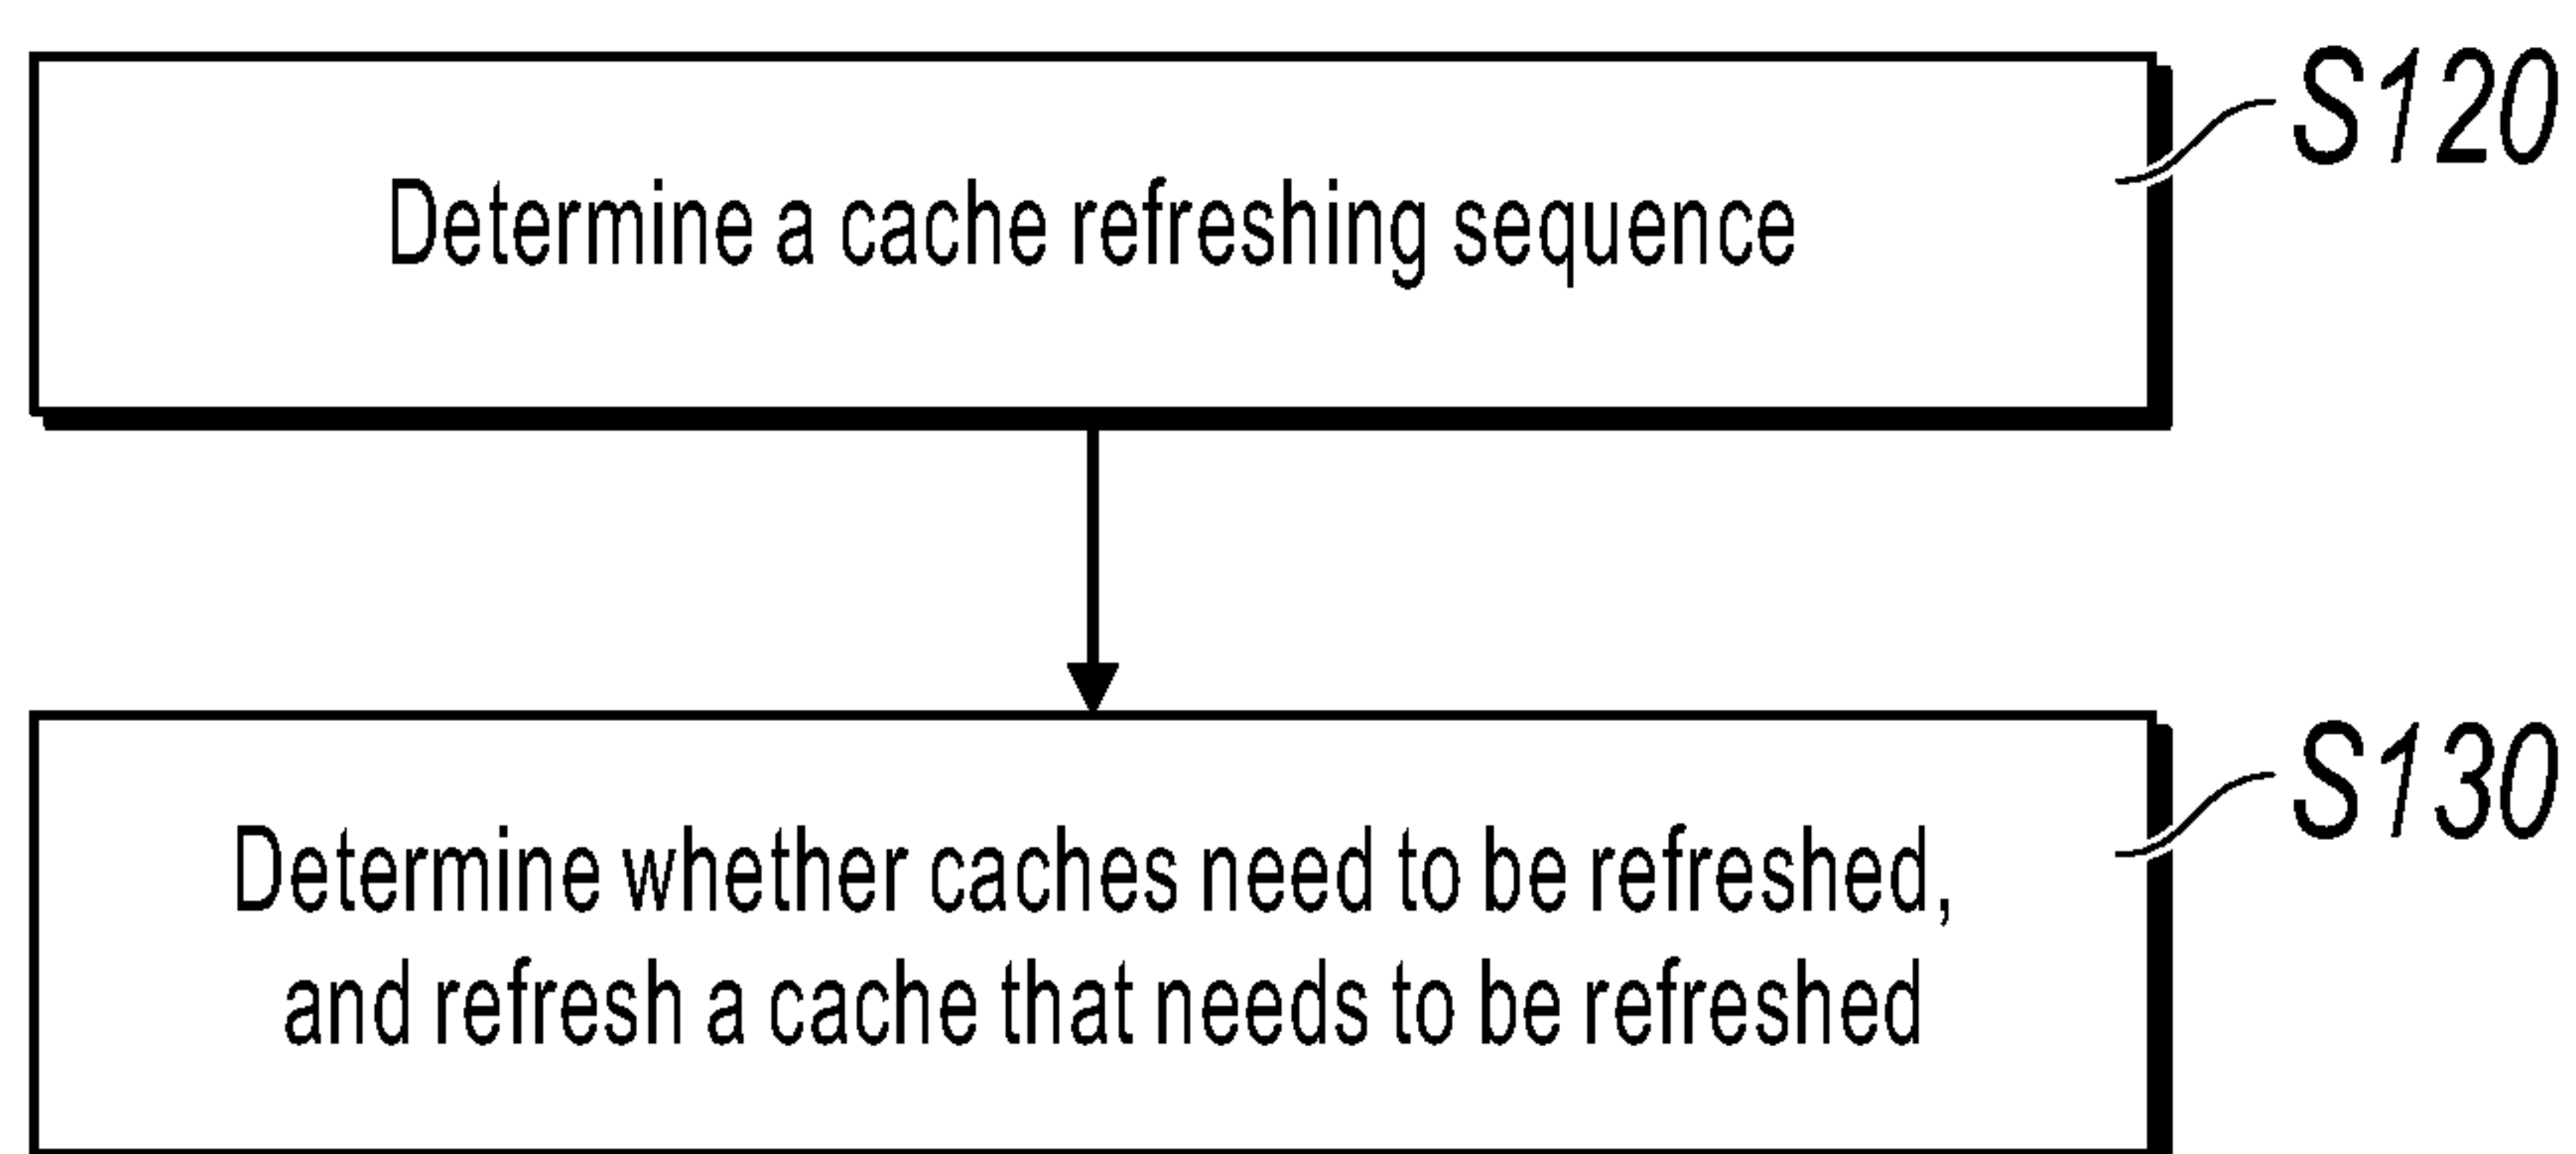 S120
Determine a cache refreshing sequence
S130
Determine whether caches need to be refreshed,
and refresh a cache that needs to be refreshed